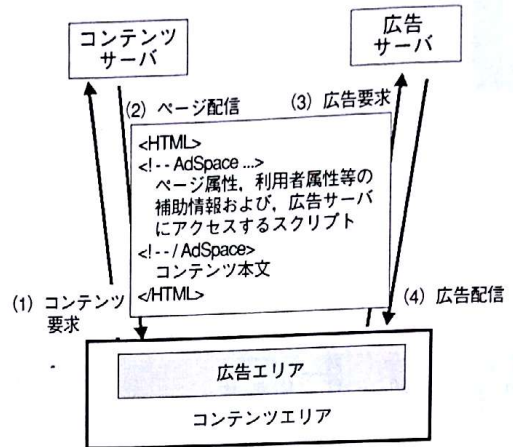 コンテンツ
サーバ
広告
サーバ
(2) ページ配信
(3) 広告要求
<HTML>
<!--AdSpace ...>
ページ属性，利用者属性等の
補助情報および，広告サーバ
にアクセスするスクリプト
<!--/AdSpace>
コンテンツ本文
</HTML>
(1) コンテンツ
要求
(4) 広告配信
広告エリア
コンテンツエリア